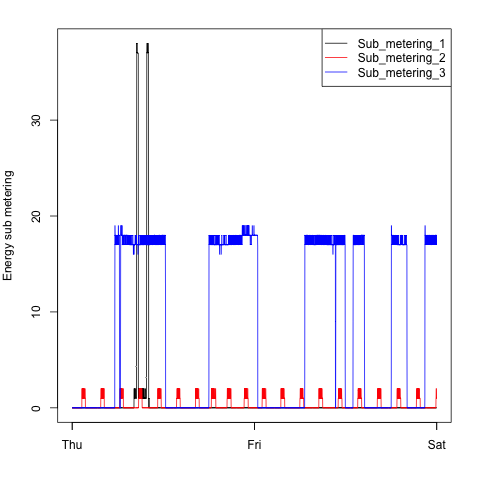 Sub_metering_1
Sub_metering_2
Sub_metering_3
Energy sub metering
30
20
10
0
Thu Fri Sat